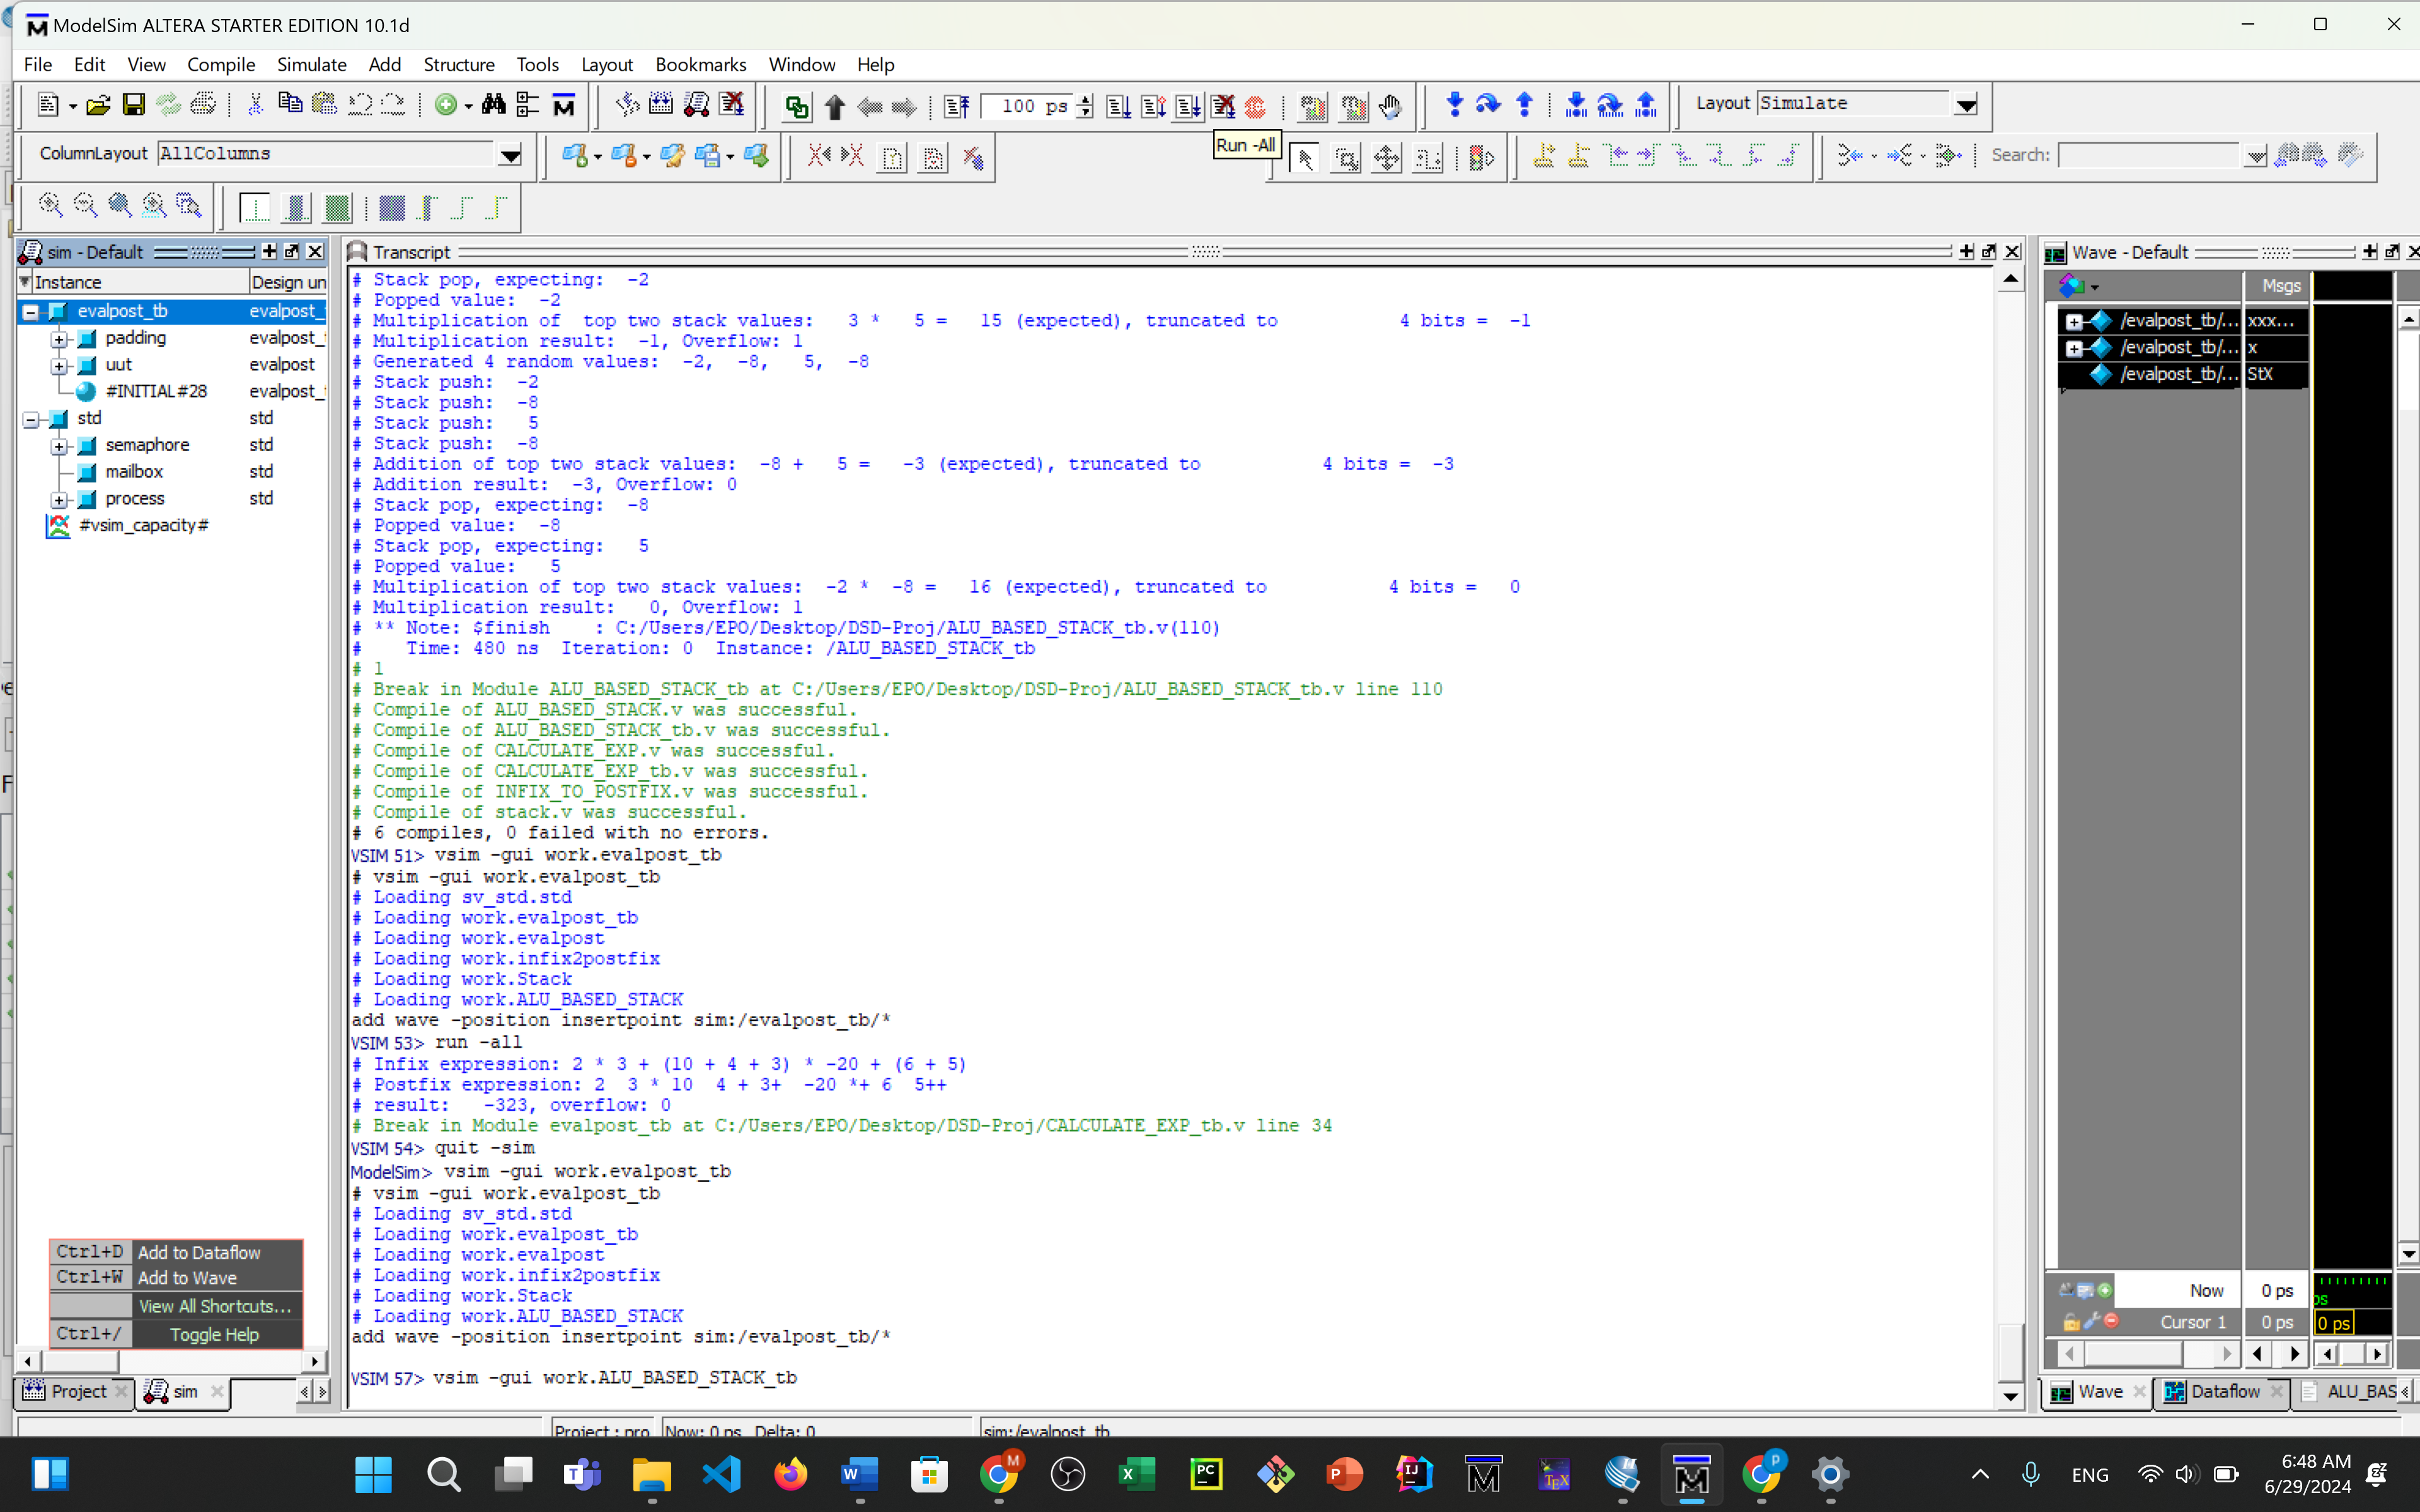 ModelSim ALTERA STARTER EDITION 10.1d
File Edit View Compile Simulate Add Structure Tools Layout Bookmarks Window Help
100 ps Layout Simulate
Run -All
ColumnLayout AllColumns Search:
sim - Default
Instance Design un
evalpost_tb evalpost_
padding evalpost_
uut evalpost
#INITIAL#28 evalpost_
std std
semaphore std
mailbox std
process std
#vsim_capacity#
Ctrl+D Add to Dataflow
Ctrl+W Add to Wave
View All Shortcuts...
Ctrl+/ Toggle Help
Project sim
Transcript
# Stack pop, expecting:  -2
# Popped value:  -2
# Multiplication of  top two stack values:   3 *   5 =   15 (expected), truncated to           4 bits =  -1
# Multiplication result:  -1, Overflow: 1
# Generated 4 random values:  -2,  -8,   5,  -8
# Stack push:  -2
# Stack push:  -8
# Stack push:   5
# Stack push:  -8
# Addition of top two stack values:  -8 +   5 =   -3 (expected), truncated to           4 bits =  -3
# Addition result:  -3, Overflow: 0
# Stack pop, expecting:  -8
# Popped value:  -8
# Stack pop, expecting:   5
# Popped value:   5
# Multiplication of top two stack values:  -2 *  -8 =   16 (expected), truncated to           4 bits =   0
# Multiplication result:   0, Overflow: 1
# ** Note: $finish    : C:/Users/EPO/Desktop/DSD-Proj/ALU_BASED_STACK_tb.v(110)
#    Time: 480 ns  Iteration: 0  Instance: /ALU_BASED_STACK_tb
# 1
# Break in Module ALU_BASED_STACK_tb at C:/Users/EPO/Desktop/DSD-Proj/ALU_BASED_STACK_tb.v line 110
# Compile of ALU_BASED_STACK.v was successful.
# Compile of ALU_BASED_STACK_tb.v was successful.
# Compile of CALCULATE_EXP.v was successful.
# Compile of CALCULATE_EXP_tb.v was successful.
# Compile of INFIX_TO_POSTFIX.v was successful.
# Compile of stack.v was successful.
# 6 compiles, 0 failed with no errors.
VSIM 51> vsim -gui work.evalpost_tb
# vsim -gui work.evalpost_tb
# Loading sv_std.std
# Loading work.evalpost_tb
# Loading work.evalpost
# Loading work.infix2postfix
# Loading work.Stack
# Loading work.ALU_BASED_STACK
add wave -position insertpoint sim:/evalpost_tb/*
VSIM 53> run -all
# Infix expression: 2 * 3 + (10 + 4 + 3) * -20 + (6 + 5)
# Postfix expression: 2  3 * 10  4 + 3+  -20 *+ 6  5++
# result:   -323, overflow: 0
# Break in Module evalpost_tb at C:/Users/EPO/Desktop/DSD-Proj/CALCULATE_EXP_tb.v line 34
VSIM 54> quit -sim
ModelSim> vsim -gui work.evalpost_tb
# vsim -gui work.evalpost_tb
# Loading sv_std.std
# Loading work.evalpost_tb
# Loading work.evalpost
# Loading work.infix2postfix
# Loading work.Stack
# Loading work.ALU_BASED_STACK
add wave -position insertpoint sim:/evalpost_tb/*
VSIM 57> vsim -gui work.ALU_BASED_STACK_tb
Wave - Default
Msgs
/evalpost_tb/... xxx...
/evalpost_tb/... x
/evalpost_tb/... StX
Now 0 ps ps
Cursor 1 0 ps 0 ps
Wave Dataflow ALU_BAS
Project : pro Now: 0 ps Delta: 0 sim:/evalpost_tb
ENG 6:48 AM
6/29/2024